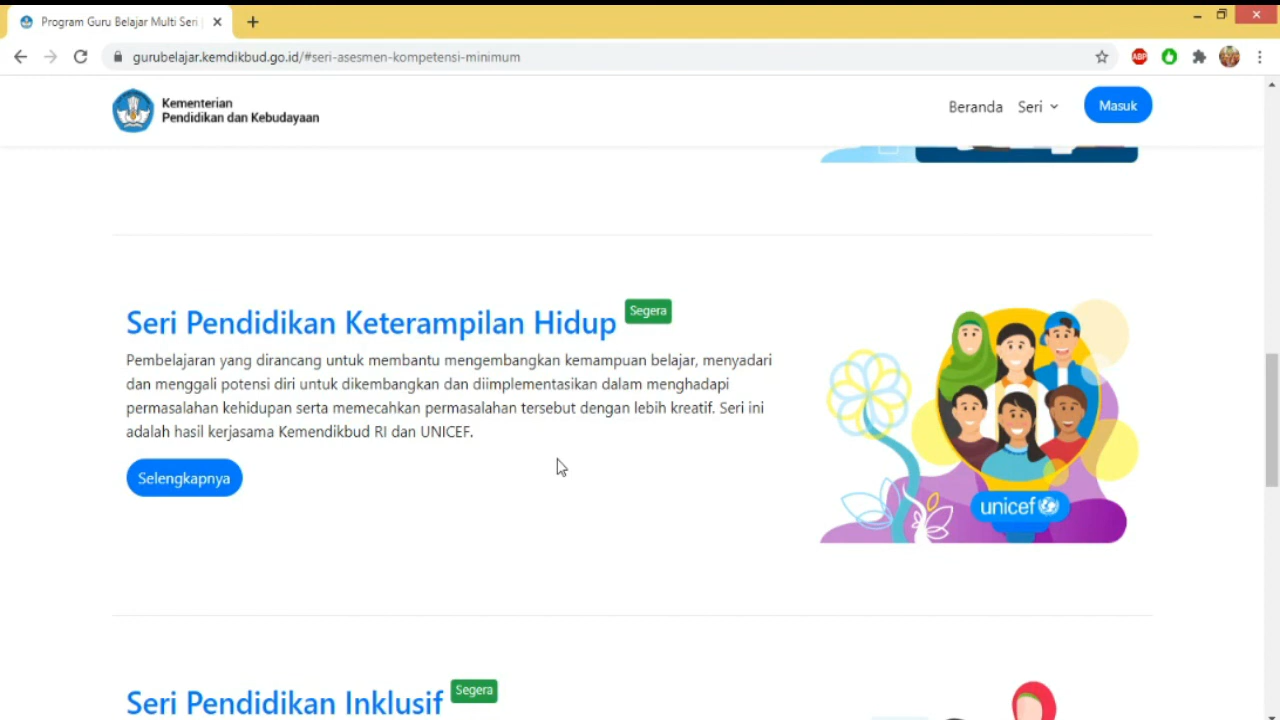 Program Guru Belajar Multi Seri
gurubelajar.kemdikbud.go.id/#seri-asesmen-kompetensi-minimum
ABP
Kementerian
Pendidikan dan Kebudayaan
Beranda Seri Masuk
Seri Pendidikan Keterampilan Hidup Segera
Pembelajaran yang dirancang untuk membantu mengembangkan kemampuan belajar, menyadari
dan menggali potensi diri untuk dikembangkan dan diimplementasikan dalam menghadapi
permasalahan kehidupan serta memecahkan permasalahan tersebut dengan lebih kreatif. Seri ini
adalah hasil kerjasama Kemendikbud RI dan UNICEF.
Selengkapnya
unicef
Seri Pendidikan Inklusif Segera